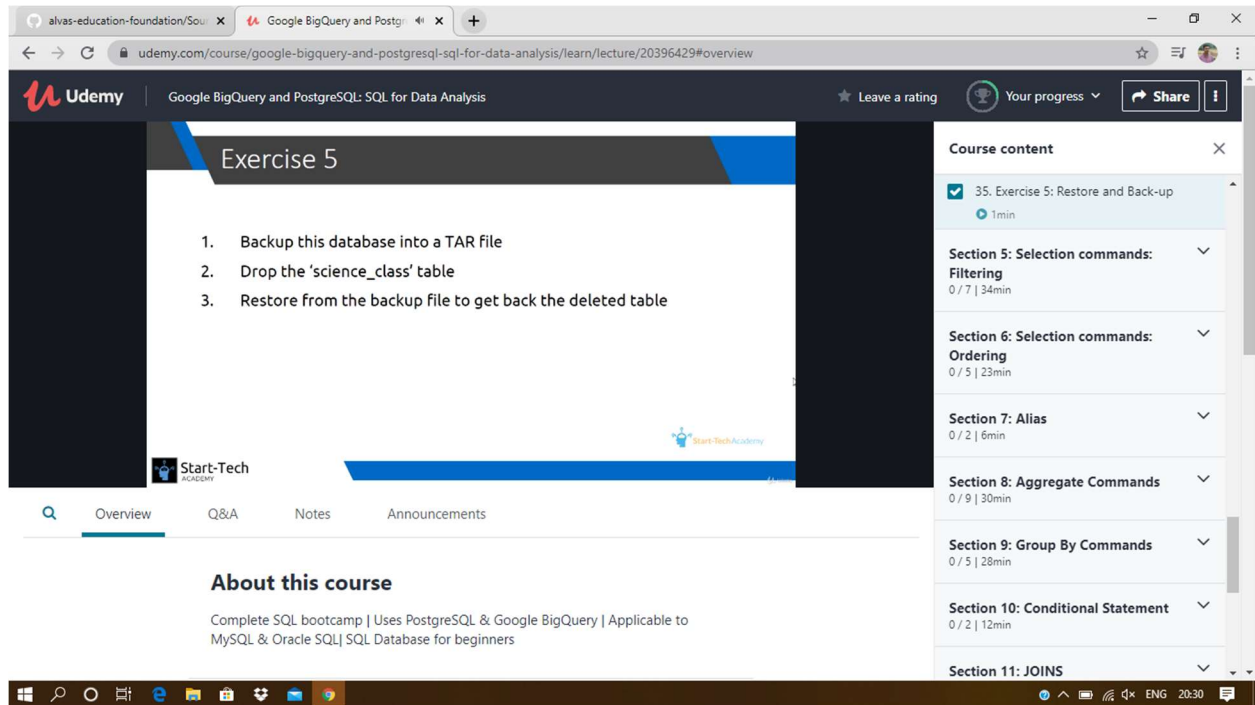 alvas-education-foundation/Sour
Google BigQuery and Postgr
udemy.com/course/google-bigquery-and-postgresql-sql-for-data-analysis/learn/lecture/20396429#overview
Udemy
Google BigQuery and PostgreSQL: SQL for Data Analysis
Leave a rating
Your progress
Share
Exercise 5
1. Backup this database into a TAR file
2. Drop the ‘science_class’ table
3. Restore from the backup file to get back the deleted table
Start-TechAcademy
Start-Tech
ACADEMY
Course content
35. Exercise 5: Restore and Back-up
1min
Section 5: Selection commands:
Filtering
0 / 7 | 34min
Section 6: Selection commands:
Ordering
0 / 5 | 23min
Section 7: Alias
0 / 2 | 6min
Section 8: Aggregate Commands
0 / 9 | 30min
Section 9: Group By Commands
0 / 5 | 28min
Section 10: Conditional Statement
0 / 2 | 12min
Section 11: JOINS
Overview
Q&A
Notes
Announcements
About this course
Complete SQL bootcamp | Uses PostgreSQL & Google BigQuery | Applicable to
MySQL & Oracle SQL| SQL Database for beginners
ENG
20:30